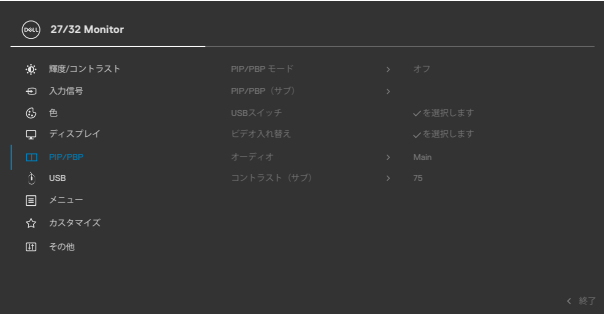 DELL 27/32 Monitor
輝度/コントラスト PIP/PBP モード > オフ
入力信号 PIP/PBP（サブ） >
色 USBスイッチ ✓を選択します
ディスプレイ ビデオ入れ替え ✓を選択します
PIP/PBP オーディオ > Main
USB コントラスト（サブ） > 75
メニュー
カスタマイズ
その他
< 終了